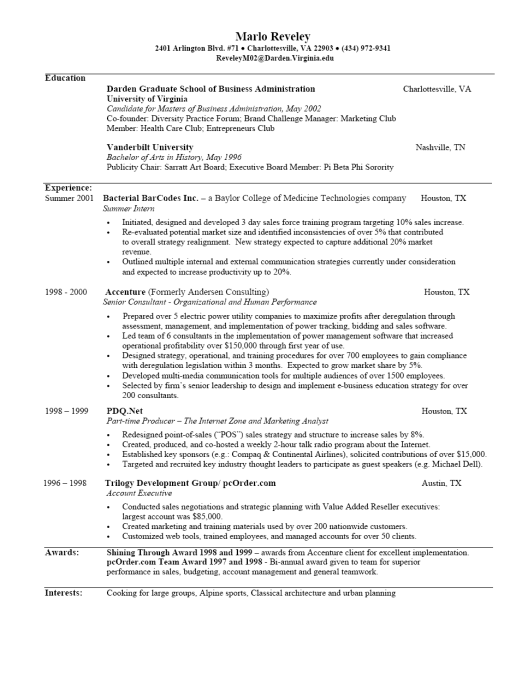 Marlo Reveley
2401 Arlington Blvd. #71 • Charlottesville, VA 22903 • (434) 972-9341
ReveleyM02@Darden.Virginia.edu
Education
Darden Graduate School of Business Administration Charlottesville, VA
University of Virginia
Candidate for Masters of Business Administration, May 2002
Co-founder: Diversity Practice Forum; Brand Challenge Manager: Marketing Club
Member: Health Care Club; Entrepreneurs Club
Vanderbilt University Nashville, TN
Bachelor of Arts in History, May 1996
Publicity Chair: Sarratt Art Board; Executive Board Member: Pi Beta Phi Sorority
Experience:
Summer 2001 Bacterial BarCodes Inc. – a Baylor College of Medicine Technologies company Houston, TX
Summer Intern
• Initiated, designed and developed 3 day sales force training program targeting 10% sales increase.
• Re-evaluated potential market size and identified inconsistencies of over 5% that contributed
to overall strategy realignment. New strategy expected to capture additional 20% market
revenue.
• Outlined multiple internal and external communication strategies currently under consideration
and expected to increase productivity up to 20%.
1998 - 2000 Accenture (Formerly Andersen Consulting) Houston, TX
Senior Consultant - Organizational and Human Performance
• Prepared over 5 electric power utility companies to maximize profits after deregulation through
assessment, management, and implementation of power tracking, bidding and sales software.
• Led team of 6 consultants in the implementation of power management software that increased
operational profitability over $150,000 through first year of use.
• Designed strategy, operational, and training procedures for over 700 employees to gain compliance
with deregulation legislation within 3 months. Expected to grow market share by 5%.
• Developed multi-media communication tools for multiple audiences of over 1500 employees.
• Selected by firm's senior leadership to design and implement e-business education strategy for over
200 consultants.
1998 – 1999 PDQ.Net Houston, TX
Part-time Producer – The Internet Zone and Marketing Analyst
• Redesigned point-of-sales ("POS") sales strategy and structure to increase sales by 8%.
• Created, produced, and co-hosted a weekly 2-hour talk radio program about the Internet.
• Established key sponsors (e.g.: Compaq & Continental Airlines), solicited contributions of over $15,000.
• Targeted and recruited key industry thought leaders to participate as guest speakers (e.g. Michael Dell).
1996 – 1998 Trilogy Development Group/ pcOrder.com Austin, TX
Account Executive
• Conducted sales negotiations and strategic planning with Value Added Reseller executives:
largest account was $85,000.
• Created marketing and training materials used by over 200 nationwide customers.
• Customized web tools, trained employees, and managed accounts for over 50 clients.
Awards: Shining Through Award 1998 and 1999 – awards from Accenture client for excellent implementation.
pcOrder.com Team Award 1997 and 1998 - Bi-annual award given to team for superior
performance in sales, budgeting, account management and general teamwork.
Interests: Cooking for large groups, Alpine sports, Classical architecture and urban planning